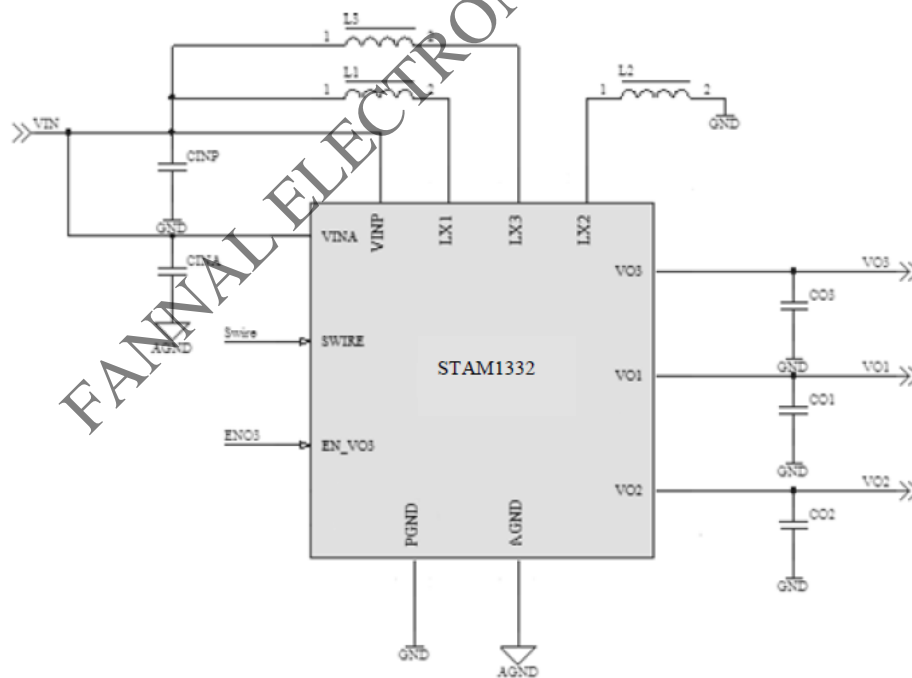 L3
1 2
L1
1 2
L2
1 2
GND
VIN
CINP
GND
CINA
AGND
VINA
VINP
LX1
LX3
LX2
VO3
VO3
CO3
GND
Swire
SWIRE
STAM1332
VO1
VO1
CO1
GND
ENO3
EN_VO3
VO2
VO2
CO2
GND
PGND
AGND
GND
AGND
FANNAL ELECTRON